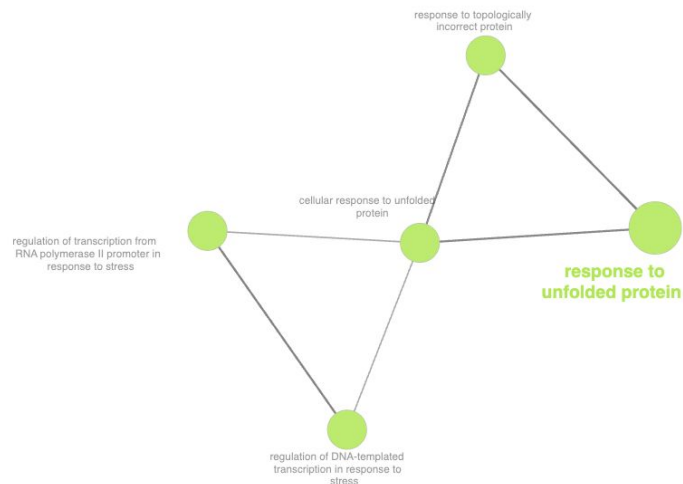 response to topologically
incorrect protein
cellular response to unfolded
protein
regulation of transcription from
RNA polymerase II promoter in
response to stress
response to
unfolded protein
regulation of DNA-templated
transcription in response to
stress